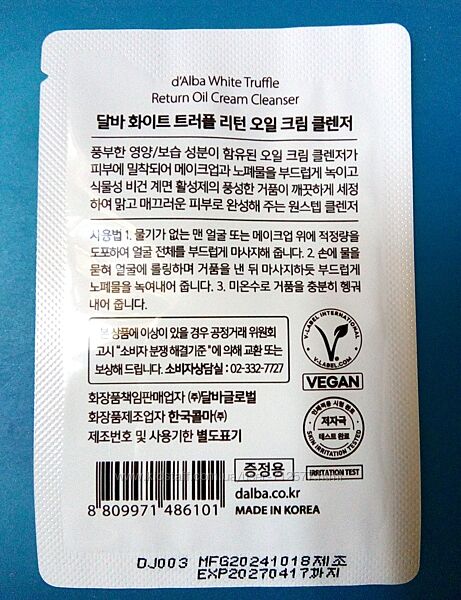 d'Alba White Truffle
Return Oil Cream Cleanser
달바 화이트 트러플 리턴 오일 크림 클렌저
풍부한 영양/보습 성분이 함유된 오일 크림 클렌저가
피부에 밀착되어 메이크업과 노폐물을 부드럽게 녹이고
식물성 비건 계면 활성제의 풍성한 거품이 깨끗하게 세정
하여 맑고 매끄러운 피부로 완성해 주는 원스텝 클렌저
사용법 1. 물기가 없는 맨 얼굴 또는 메이크업 위에 적정량을
도포하여 얼굴 전체를 부드럽게 마사지해 줍니다. 2. 손에 물을
묻혀 얼굴에 롤링하며 거품을 낸 뒤 마사지하듯 부드럽게
노폐물을 녹여내어 줍니다. 3. 미온수로 거품을 충분히 헹궈
내어 줍니다.
본 상품에 이상이 있을 경우 공정거래 위원회
고시 "소비자 분쟁 해결기준"에 의해 교환 또는
보상해 드립니다. 소비자상담실 : 02-332-7727
V-LABEL INTERNATIONAL
V-LABEL.COM
VEGAN
화장품책임판매업자 ㈜달바글로벌
화장품제조업자 한국콜마㈜
제조번호 및 사용기한 별도표기
인체적용 시험 완료
저자극
테스트 완료
SKIN IRRITATION TESTED
IRRITATION TEST
증정용
dalba.co.kr
MADE IN KOREA
8 809971 486101
DJ003 MFG20241018제조
EXP20270417까지